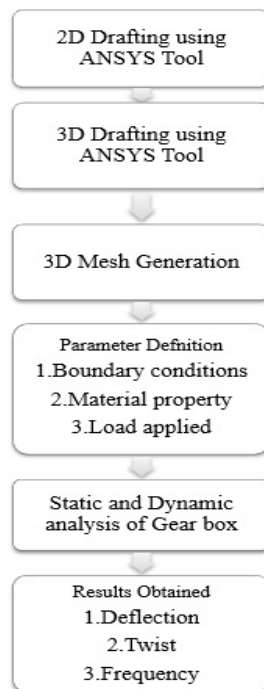 2D Drafting using
ANSYS Tool
3D Drafting using
ANSYS Tool
3D Mesh Generation
Parameter Defnition
1.Boundary conditions
2.Material property
3.Load applied
Static and Dynamic
analysis of Gear box
Results Obtained
1.Deflection
2.Twist
3.Frequency